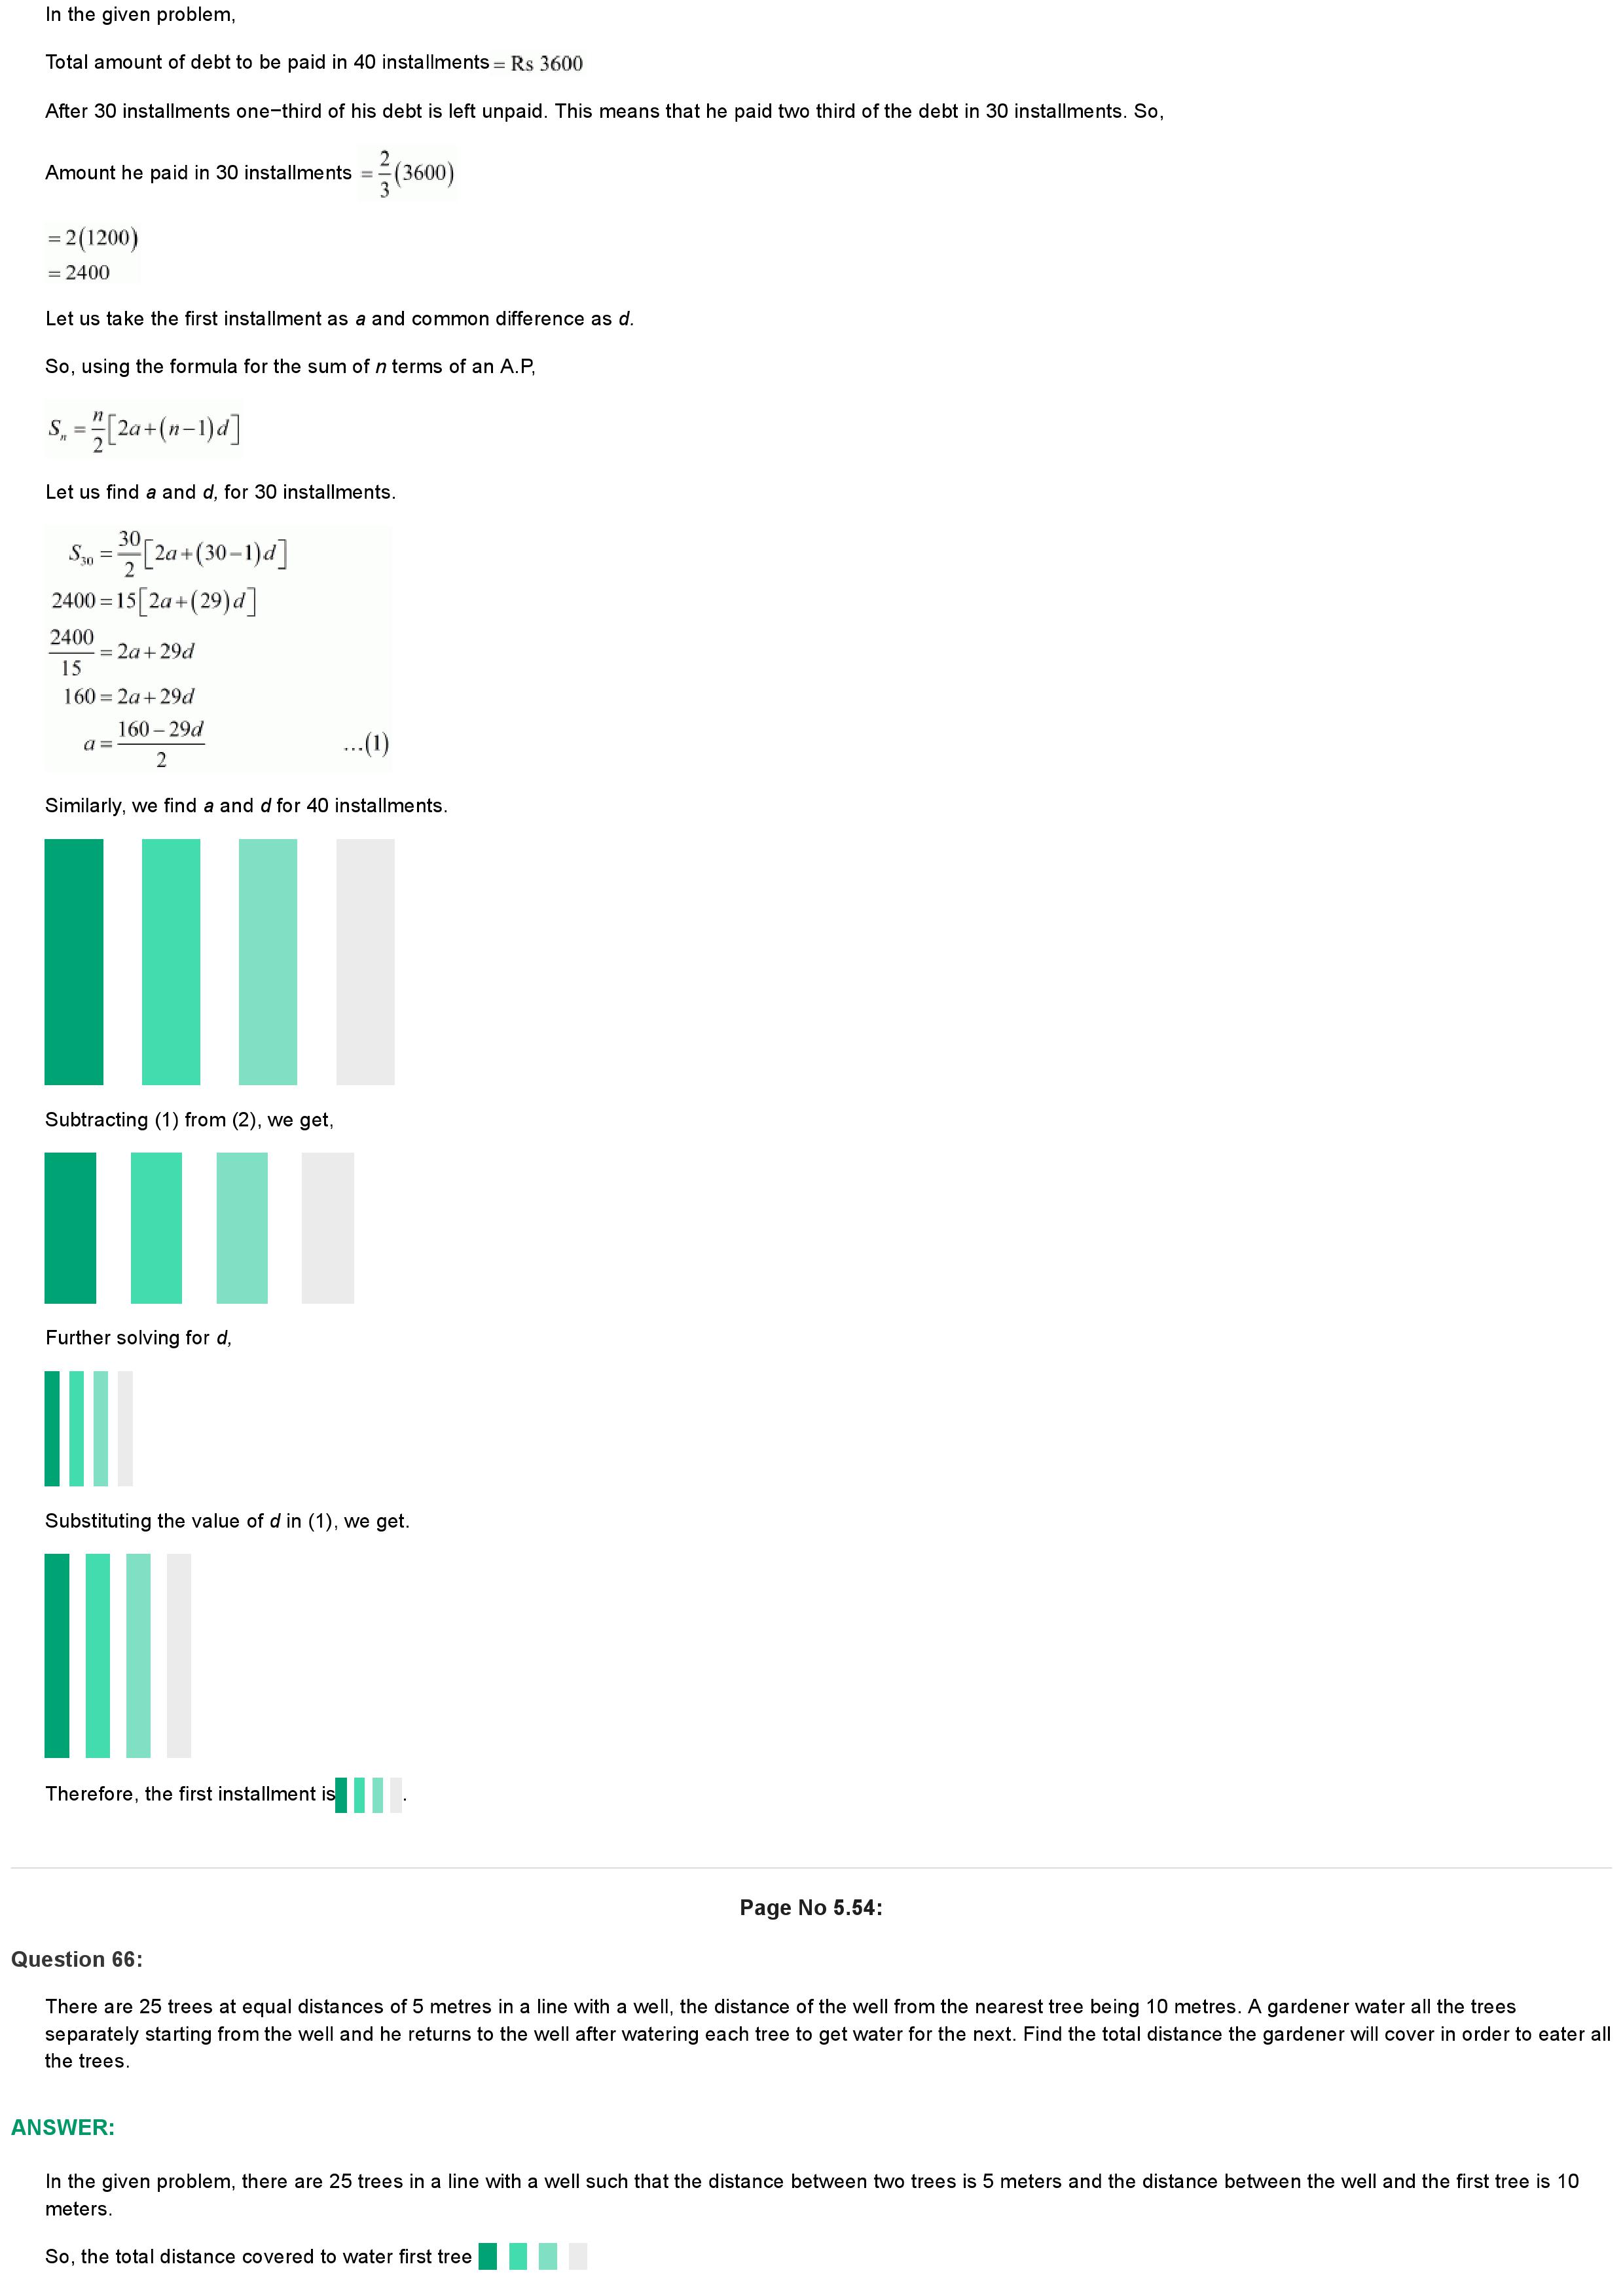 In the given problem,
Total amount of debt to be paid in 40 installments = Rs 3600
After 30 installments one−third of his debt is left unpaid. This means that he paid two third of the debt in 30 installments. So,
Amount he paid in 30 installments = 2/3 (3600)
= 2(1200)
= 2400
Let us take the first installment as a and common difference as d.
So, using the formula for the sum of n terms of an A.P,
Sₙ = n/2 [2a + (n − 1) d]
Let us find a and d, for 30 installments.
S₃₀ = 30/2 [2a + (30 − 1) d]
2400 = 15[2a + (29) d]
2400/15 = 2a + 29d
160 = 2a + 29d
a = (160 − 29d)/2 ...(1)
Similarly, we find a and d for 40 installments.
Subtracting (1) from (2), we get,
Further solving for d,
Substituting the value of d in (1), we get.
Therefore, the first installment is .
Page No 5.54:
Question 66:
There are 25 trees at equal distances of 5 metres in a line with a well, the distance of the well from the nearest tree being 10 metres. A gardener water all the trees
separately starting from the well and he returns to the well after watering each tree to get water for the next. Find the total distance the gardener will cover in order to eater all
the trees.
ANSWER:
In the given problem, there are 25 trees in a line with a well such that the distance between two trees is 5 meters and the distance between the well and the first tree is 10
meters.
So, the total distance covered to water first tree